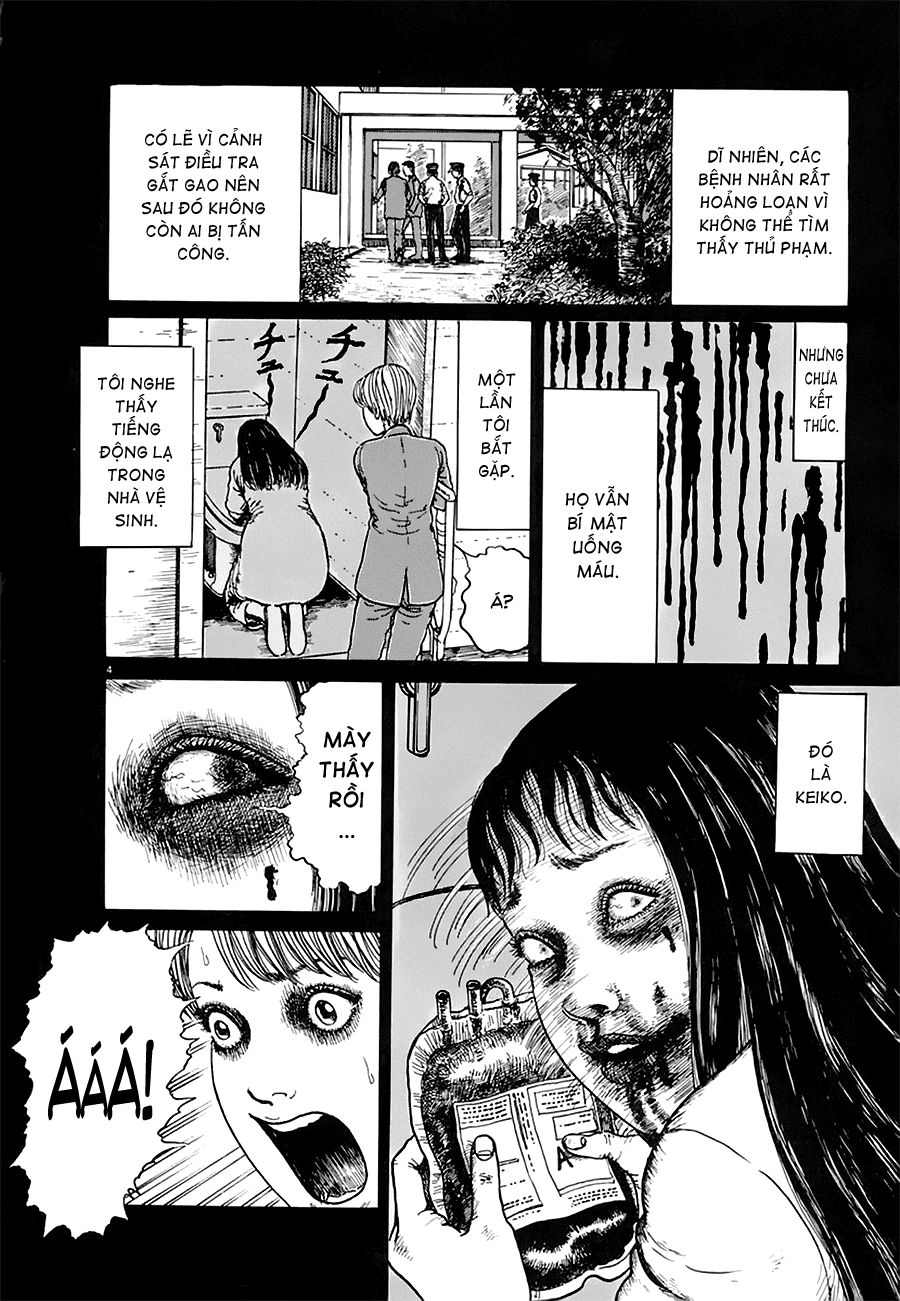 DĨ NHIÊN, CÁC
BỆNH NHÂN RẤT
HOẢNG LOẠN VÌ
KHÔNG THỂ TÌM
THẤY THỦ PHẠM.
CÓ LẼ VÌ CẢNH
SÁT ĐIỀU TRA
GẮT GAO NÊN
SAU ĐÓ KHÔNG
CÒN AI BỊ TẤN
CÔNG.
NHƯNG
CHƯA
KẾT
THÚC.
HỌ VẪN
BÍ MẬT
UỐNG
MÁU.
MỘT
LẦN TÔI
BẮT
GẶP.
チュー
チュー
TÔI NGHE
THẤY
TIẾNG
ĐỘNG LẠ
TRONG
NHÀ VỆ
SINH.
Á?
4
ĐÓ
LÀ
KEIKO.
A
MÀY
THẤY
RỒI
...
ÁÁÁ!